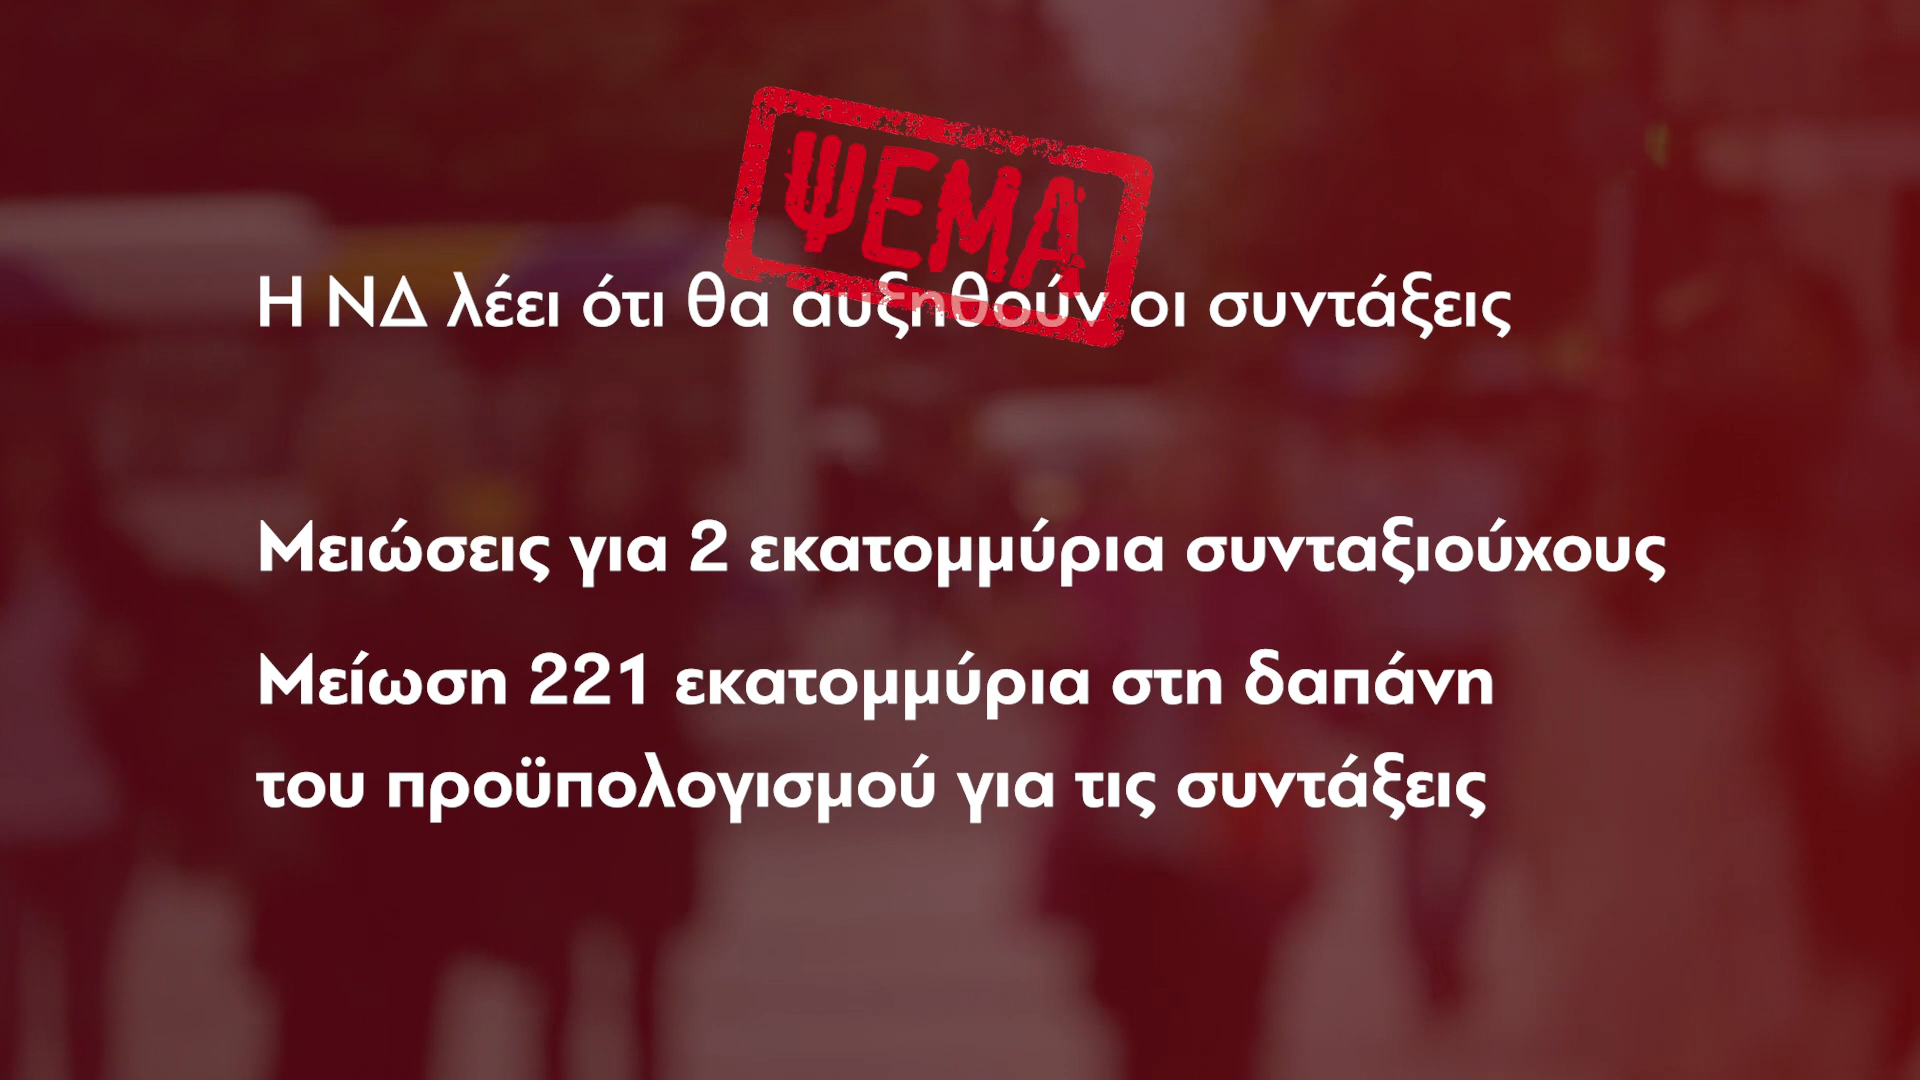 ΨΕΜΑ
Η ΝΔ λέει ότι θα αυξηθούν οι συντάξεις
Μειώσεις για 2 εκατομμύρια συνταξιούχους
Μείωση 221 εκατομμύρια στη δαπάνη
του προϋπολογισμού για τις συντάξεις